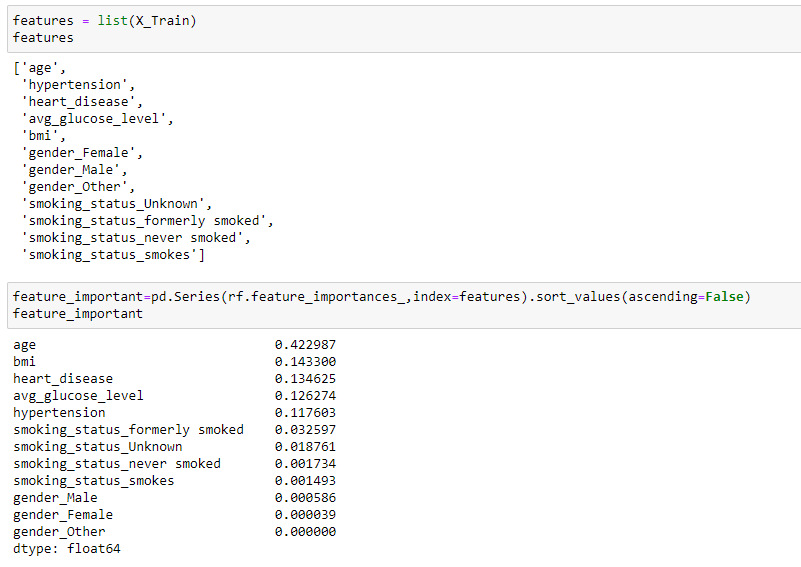 features = list(X_Train)
features
['age',
 'hypertension',
 'heart_disease',
 'avg_glucose_level',
 'bmi',
 'gender_Female',
 'gender_Male',
 'gender_Other',
 'smoking_status_Unknown',
 'smoking_status_formerly smoked',
 'smoking_status_never smoked',
 'smoking_status_smokes']
feature_important=pd.Series(rf.feature_importances_,index=features).sort_values(ascending=False)
feature_important
age                               0.422987
bmi                               0.143300
heart_disease                     0.134625
avg_glucose_level                 0.126274
hypertension                      0.117603
smoking_status_formerly smoked    0.032597
smoking_status_Unknown            0.018761
smoking_status_never smoked       0.001734
smoking_status_smokes             0.001493
gender_Male                       0.000586
gender_Female                     0.000039
gender_Other                      0.000000
dtype: float64